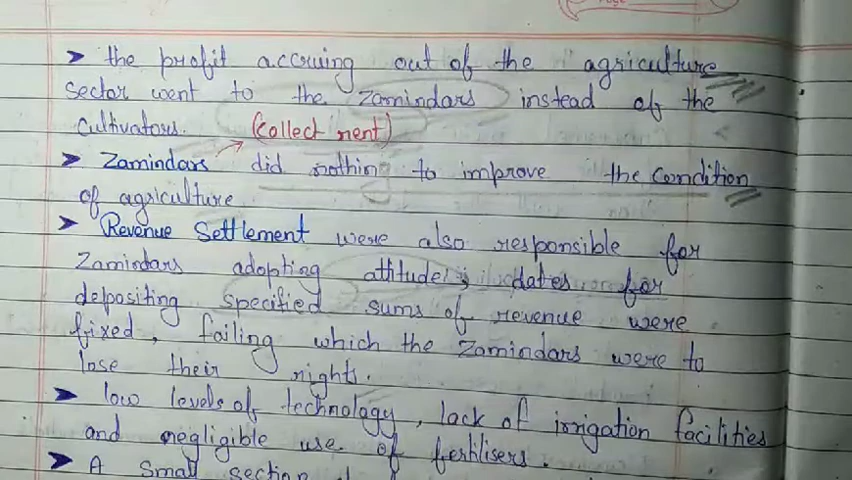 ➤ the profit accruing out of the agriculture
sector went to the zamindars instead of the
cultivators. (collect rent)
➤ Zamindars did nothing to improve the condition
of agriculture
➤ Revenue Settlement were also responsible for
Zamindars adopting attitude; dates for
depositing specified sums of revenue were
fixed, failing which the zamindars were to
lose their rights.
➤ low levels of technology, lack of irrigation facilities
and negligible use of fertilisers.
➤ A small section